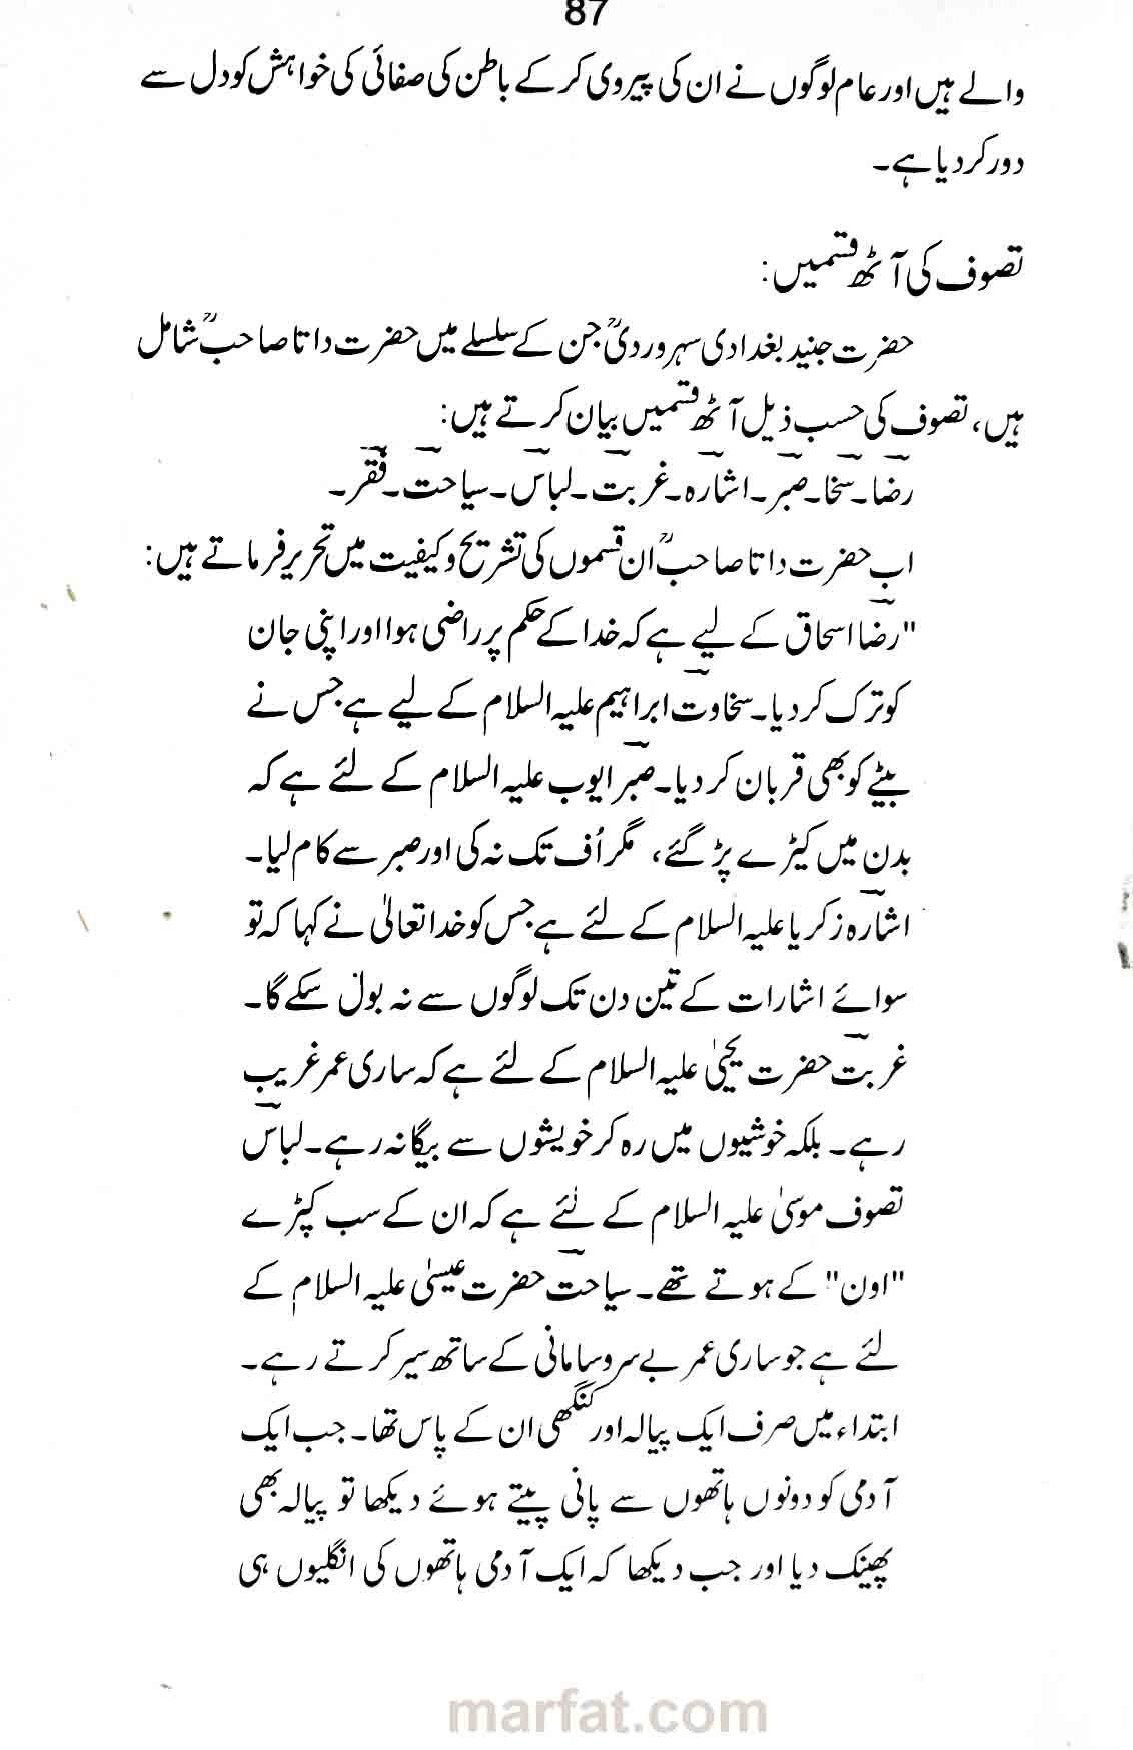 87
والے ہیں اور عام لوگوں نے ان کی پیروی کر کے باطن کی صفائی کی خواہش کو دل سے
دور کر دیا ہے۔
تصوف کی آٹھ قسمیں:
حضرت جنید بغدادی سہروردیؒ جن کے سلسلے میں حضرت داتا صاحبؒ شامل
ہیں، تصوف کی حسب ذیل آٹھ قسمیں بیان کرتے ہیں:
رضا۔سخا۔صبر۔اشارہ۔غربت۔لباس۔سیاحت۔فقر۔
اب حضرت داتا صاحبؒ ان قسموں کی تشریح و کیفیت میں تحریر فرماتے ہیں:
"رضا اسحاق کے لیے ہے کہ خدا کے حکم پر راضی ہوا اور اپنی جان
کو ترک کر دیا۔ سخاوت ابراہیم علیہ السلام کے لیے ہے جس نے
بیٹے کو بھی قربان کر دیا۔ صبر ایوب علیہ السلام کے لئے ہے کہ
بدن میں کیڑے پڑ گئے، مگر اُف تک نہ کی اور صبر سے کام لیا۔
اشارہ زکریا علیہ السلام کے لئے ہے جس کو خدا تعالیٰ نے کہا کہ تو
سوائے اشارات کے تین دن تک لوگوں سے نہ بول سکے گا۔
غربت حضرت یحییٰ علیہ السلام کے لئے ہے کہ ساری عمر غریب
رہے۔ بلکہ خوشیوں میں رہ کر خویشوں سے بیگانہ رہے۔ لباس
تصوف موسیٰ علیہ السلام کے لئے ہے کہ ان کے سب کپڑے
"اون" کے ہوتے تھے۔ سیاحت حضرت عیسیٰ علیہ السلام کے
لئے ہے جو ساری عمر بے سروسامانی کے ساتھ سیر کرتے رہے۔
ابتداء میں صرف ایک پیالہ اور کنگھی ان کے پاس تھا۔ جب ایک
آدمی کو دونوں ہاتھوں سے پانی پیتے ہوئے دیکھا تو پیالہ بھی
پھینک دیا اور جب دیکھا کہ ایک آدمی ہاتھوں کی انگلیوں ہی
marfat.com